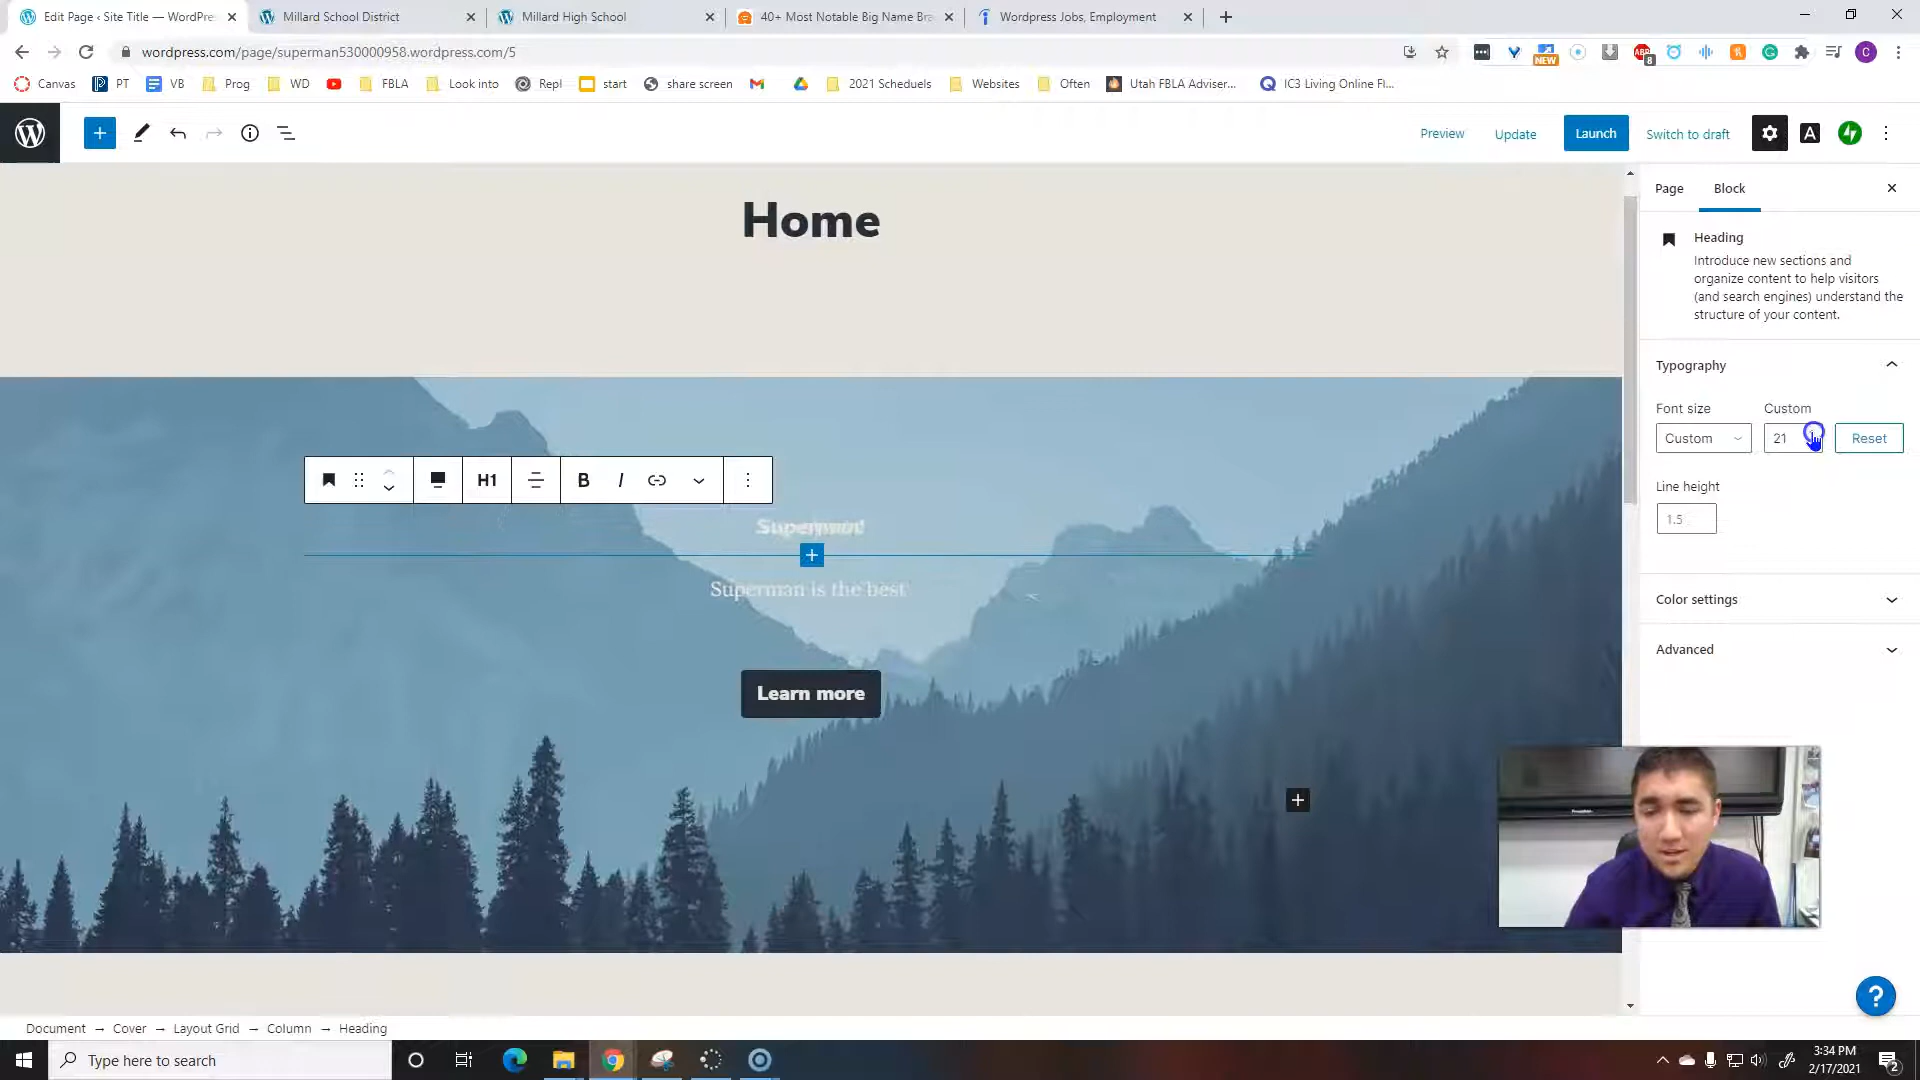 Edit Page ‹ Site Title — WordPre
Millard School District
Millard High School
40+ Most Notable Big Name Bra
Wordpress Jobs, Employment
wordpress.com/page/superman530000958.wordpress.com/5
NEW
8
C
Canvas
PT
VB
Prog
WD
FBLA
Look into
Repl
start
share screen
2021 Scheduels
Websites
Often
Utah FBLA Adviser...
IC3 Living Online Fl...
Preview
Update
Launch
Switch to draft
A
Home
Page
Block
Heading
Introduce new sections and
organize content to help visitors
(and search engines) understand the
structure of your content.
Typography
Font size
Custom
Custom
21
Reset
Line height
1.5
Color settings
Advanced
H1
B
I
Superman is the best
Learn more
Document → Cover → Layout Grid → Column → Heading
Type here to search
3:34 PM
2/17/2021
2